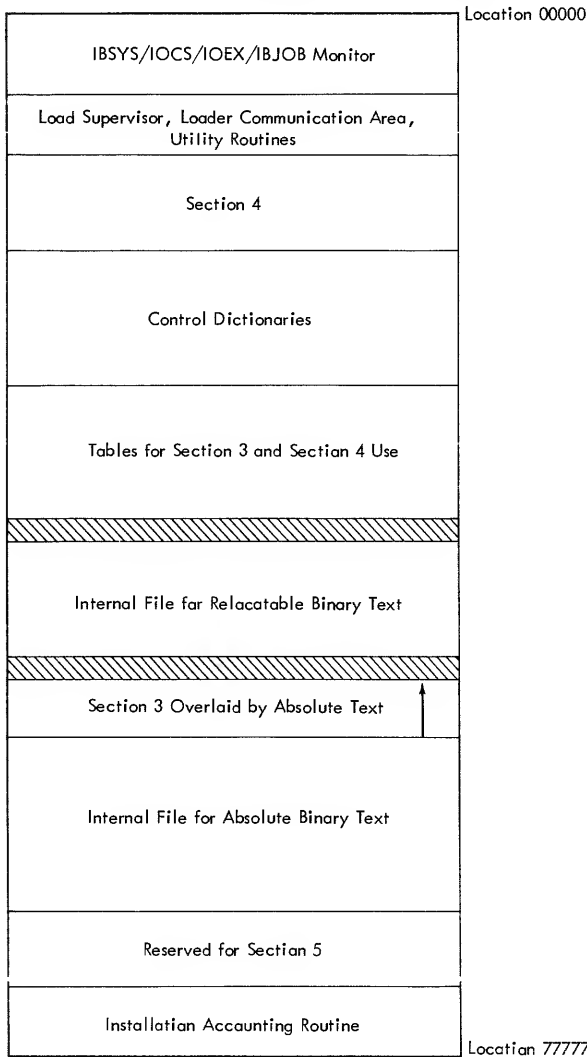 Location 00000
IBSYS/IOCS/IOEX/IBJOB Monitor
Load Supervisor, Loader Communication Area,
Utility Routines
Section 4
Control Dictionaries
Tables for Section 3 and Sectian 4 Use
Internal File far Relacatable Binary Text
Section 3 Overlaid by Absolute Text
Internal File for Absolute Binary Text
Reserved for Sectian 5
Installation Accaunting Routine
Lacatian 77777